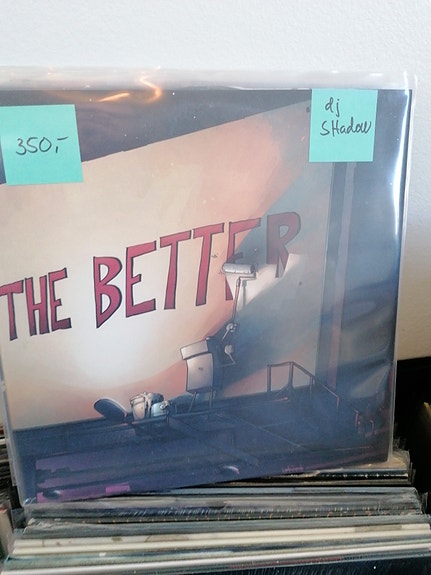 350,-
dj
SHadow
THE BETTER